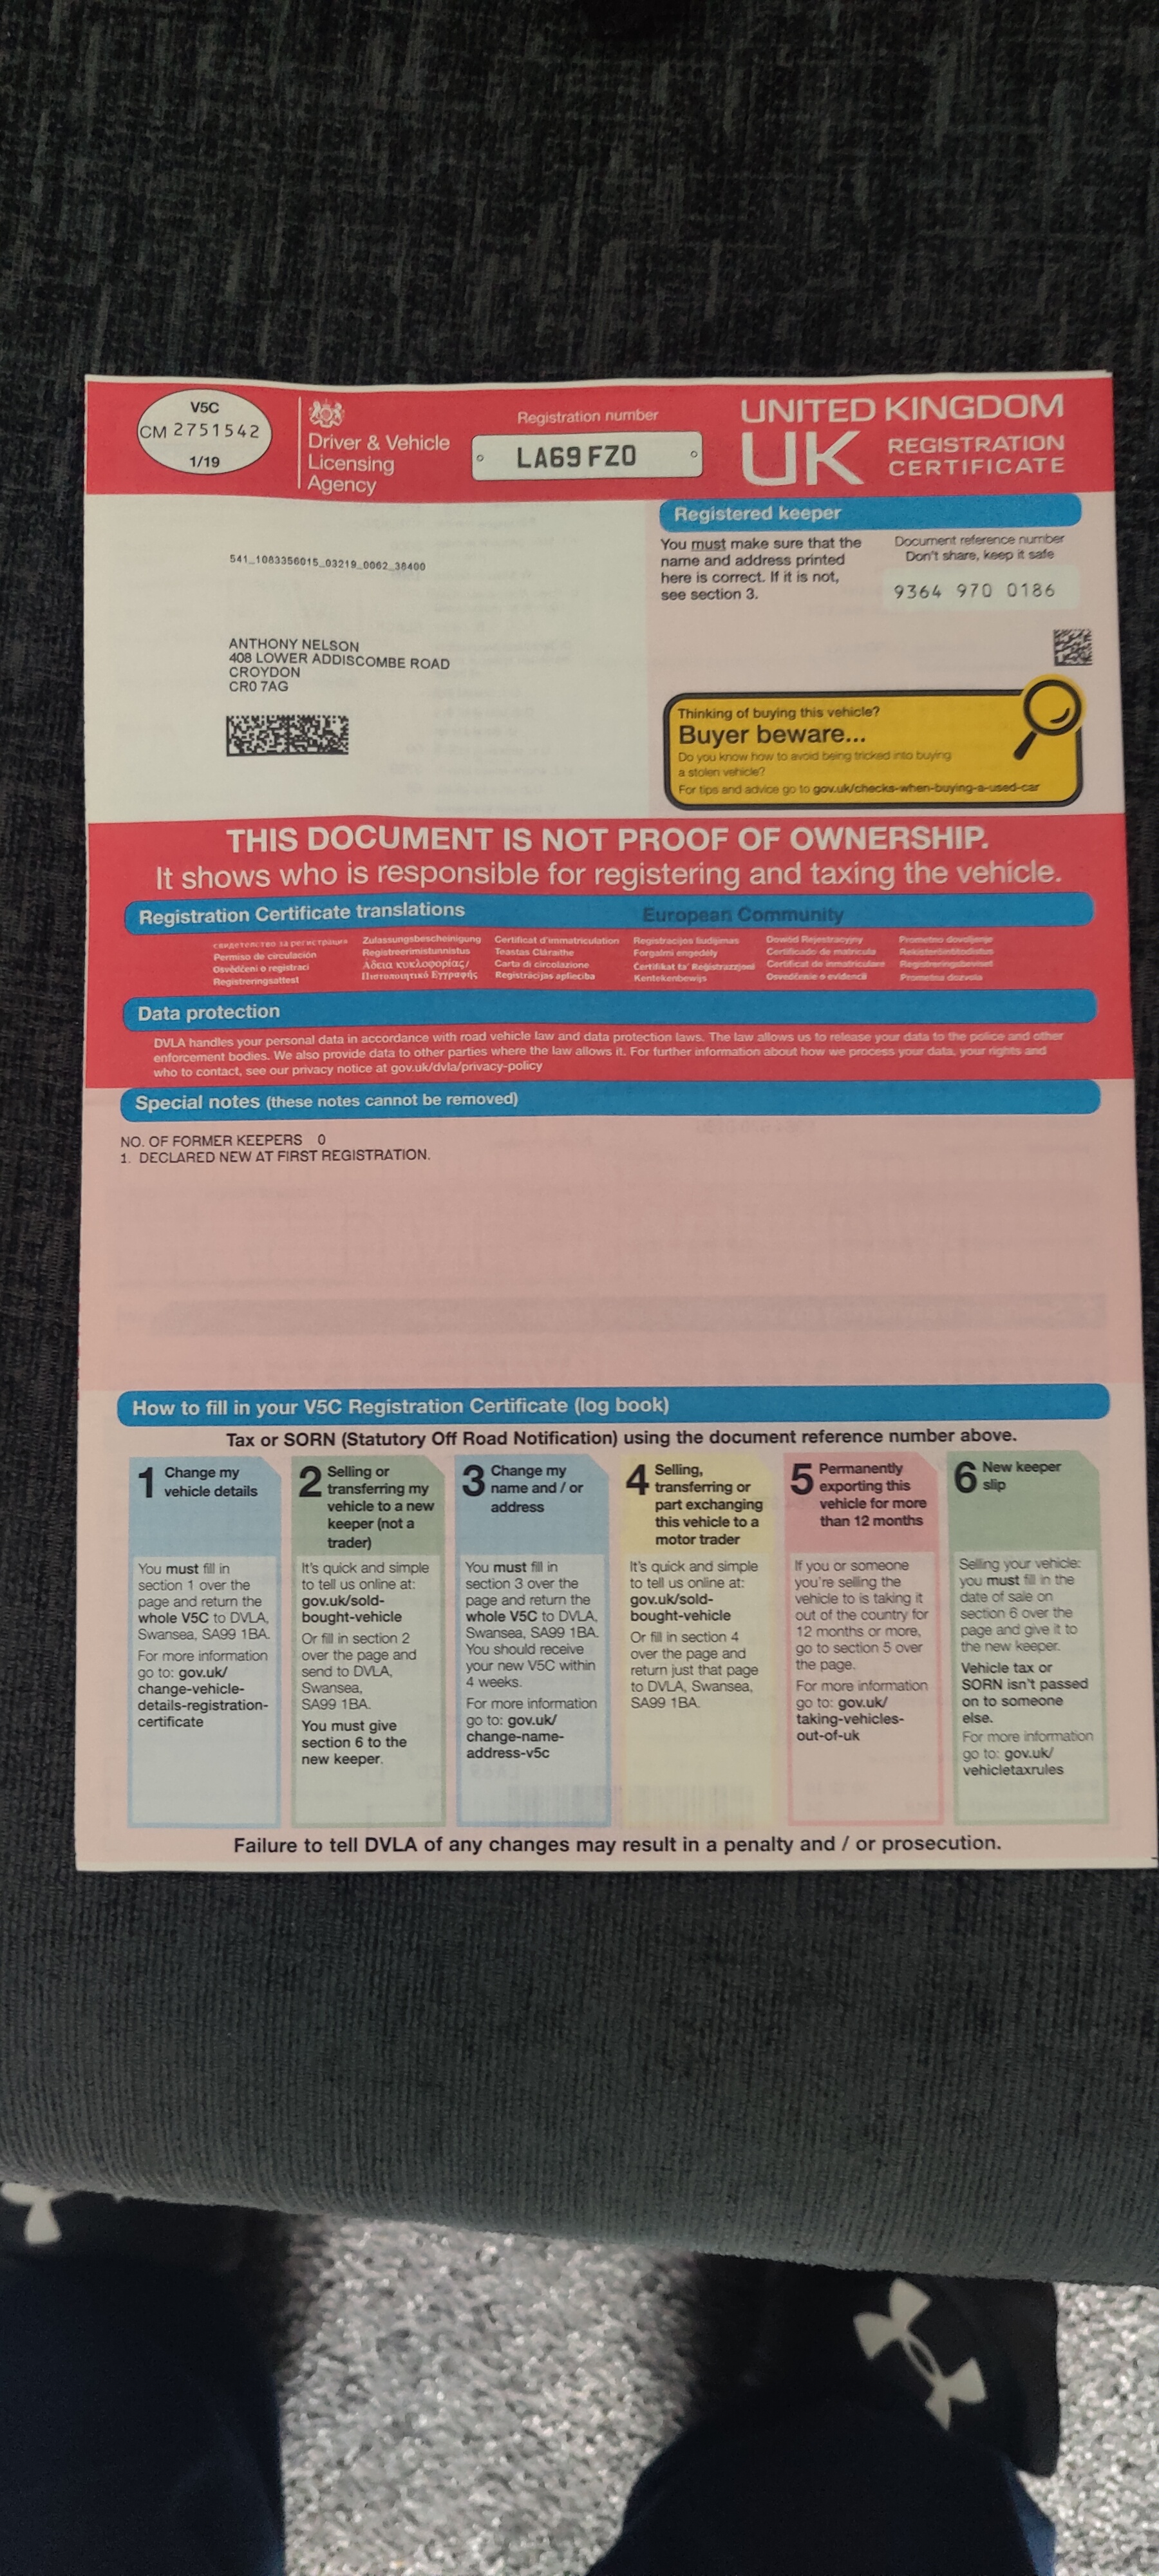 V5C
CM 2751542
1/19
Driver & Vehicle
Licensing
Agency
Registration number
LA69 FZO
UNITED KINGDOM
UK REGISTRATION
CERTIFICATE
541_1083356015_03219_0062_38400
ANTHONY NELSON
408 LOWER ADDISCOMBE ROAD
CROYDON
CR0 7AG
Registered keeper
You must make sure that the
name and address printed
here is correct. If it is not,
see section 3.
Document reference number
Don't share, keep it safe
9364 970 0186
Thinking of buying this vehicle?
Buyer beware...
Do you know how to avoid being tricked into buying
a stolen vehicle?
For tips and advice go to gov.uk/checks-when-buying-a-used-car
THIS DOCUMENT IS NOT PROOF OF OWNERSHIP.
It shows who is responsible for registering and taxing the vehicle.
Registration Certificate translations
European Community
свидетелство за регистрация
Permiso de circulación
Osvědčení o registraci
Registreringsattest
Zulassungsbescheinigung
Registreerimistunnistus
Άδεια κυκλοφορίας/
Πιστοποιητικό Εγγραφής
Certificat d'immatriculation
Teastas Cláraithe
Carta di circolazione
Reģistrācijas apliecība
Registracijos liudijimas
Forgalmi engedély
Ċertifikat ta' Reġistrazzjoni
Kentekenbewijs
Dowód Rejestracyjny
Certificado de matrícula
Certificat de înmatriculare
Osvedčenie o evidencii
Prometno dovoljenje
Rekisteröintitodistus
Registreringsbeviset
Prometna dozvola
Data protection
DVLA handles your personal data in accordance with road vehicle law and data protection laws. The law allows us to release your data to the police and other
enforcement bodies. We also provide data to other parties where the law allows it. For further information about how we process your data, your rights and
who to contact, see our privacy notice at gov.uk/dvla/privacy-policy
Special notes (these notes cannot be removed)
NO. OF FORMER KEEPERS 0
1. DECLARED NEW AT FIRST REGISTRATION.
How to fill in your V5C Registration Certificate (log book)
Tax or SORN (Statutory Off Road Notification) using the document reference number above.
1 Change my
vehicle details
You must fill in
section 1 over the
page and return the
whole V5C to DVLA,
Swansea, SA99 1BA.
For more information
go to: gov.uk/
change-vehicle-
details-registration-
certificate
2 Selling or
transferring my
vehicle to a new
keeper (not a
trader)
It's quick and simple
to tell us online at:
gov.uk/sold-
bought-vehicle
Or fill in section 2
over the page and
send to DVLA,
Swansea,
SA99 1BA.
You must give
section 6 to the
new keeper.
3 Change my
name and / or
address
You must fill in
section 3 over the
page and return the
whole V5C to DVLA,
Swansea, SA99 1BA.
You should receive
your new V5C within
4 weeks.
For more information
go to: gov.uk/
change-name-
address-v5c
4 Selling,
transferring or
part exchanging
this vehicle to a
motor trader
It's quick and simple
to tell us online at:
gov.uk/sold-
bought-vehicle
Or fill in section 4
over the page and
return just that page
to DVLA, Swansea,
SA99 1BA.
5 Permanently
exporting this
vehicle for more
than 12 months
If you or someone
you're selling the
vehicle to is taking it
out of the country for
12 months or more,
go to section 5 over
the page.
For more information
go to: gov.uk/
taking-vehicles-
out-of-uk
6 New keeper
slip
Selling your vehicle:
you must fill in the
date of sale on
section 6 over the
page and give it to
the new keeper.
Vehicle tax or
SORN isn't passed
on to someone
else.
For more information
go to: gov.uk/
vehicletaxrules
Failure to tell DVLA of any changes may result in a penalty and / or prosecution.